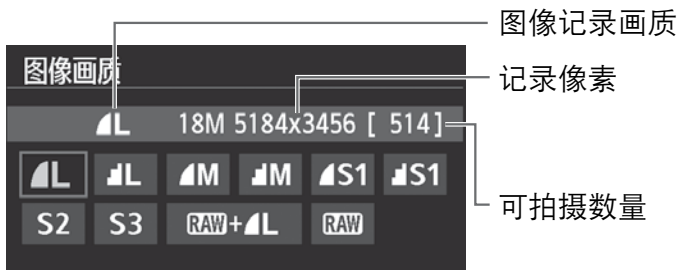 图像记录画质
图像画质
记录像素
L 18M 5184x3456 [ 514]
L L M M S1 S1
可拍摄数量
S2 S3 RAW+L RAW